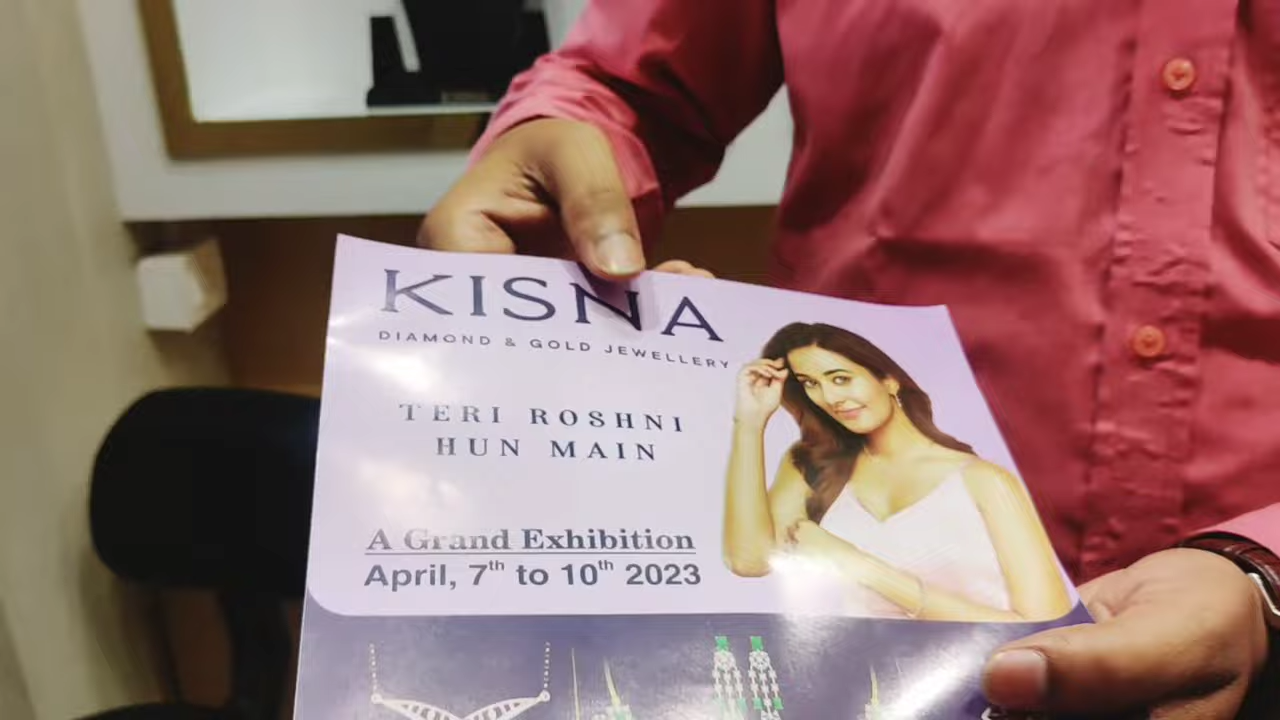 KISNA
DIAMOND & GOLD JEWELLERY
TERI ROSHNI
HUN MAIN
A Grand Exhibition
April, 7th to 10th 2023